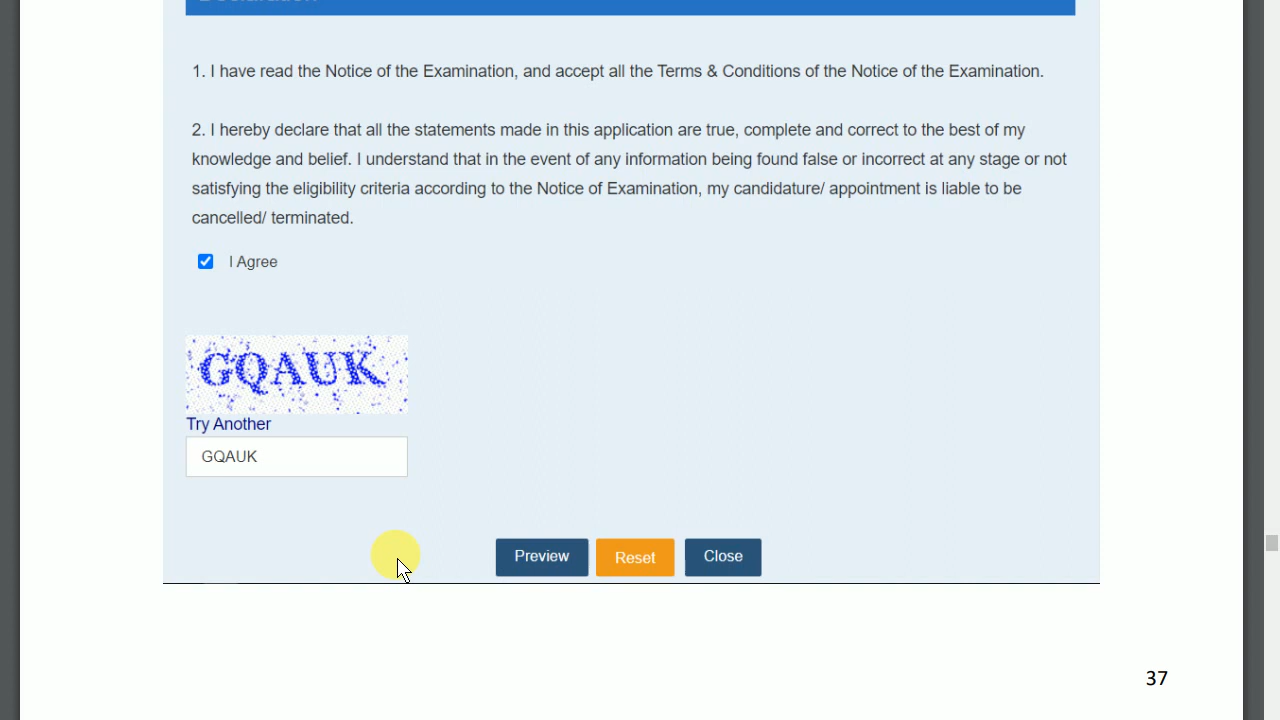 1. I have read the Notice of the Examination, and accept all the Terms & Conditions of the Notice of the Examination.
2. I hereby declare that all the statements made in this application are true, complete and correct to the best of my
knowledge and belief. I understand that in the event of any information being found false or incorrect at any stage or not
satisfying the eligibility criteria according to the Notice of Examination, my candidature/ appointment is liable to be
cancelled/ terminated.
I Agree
GQAUK
Try Another
GQAUK
Preview Reset Close
37